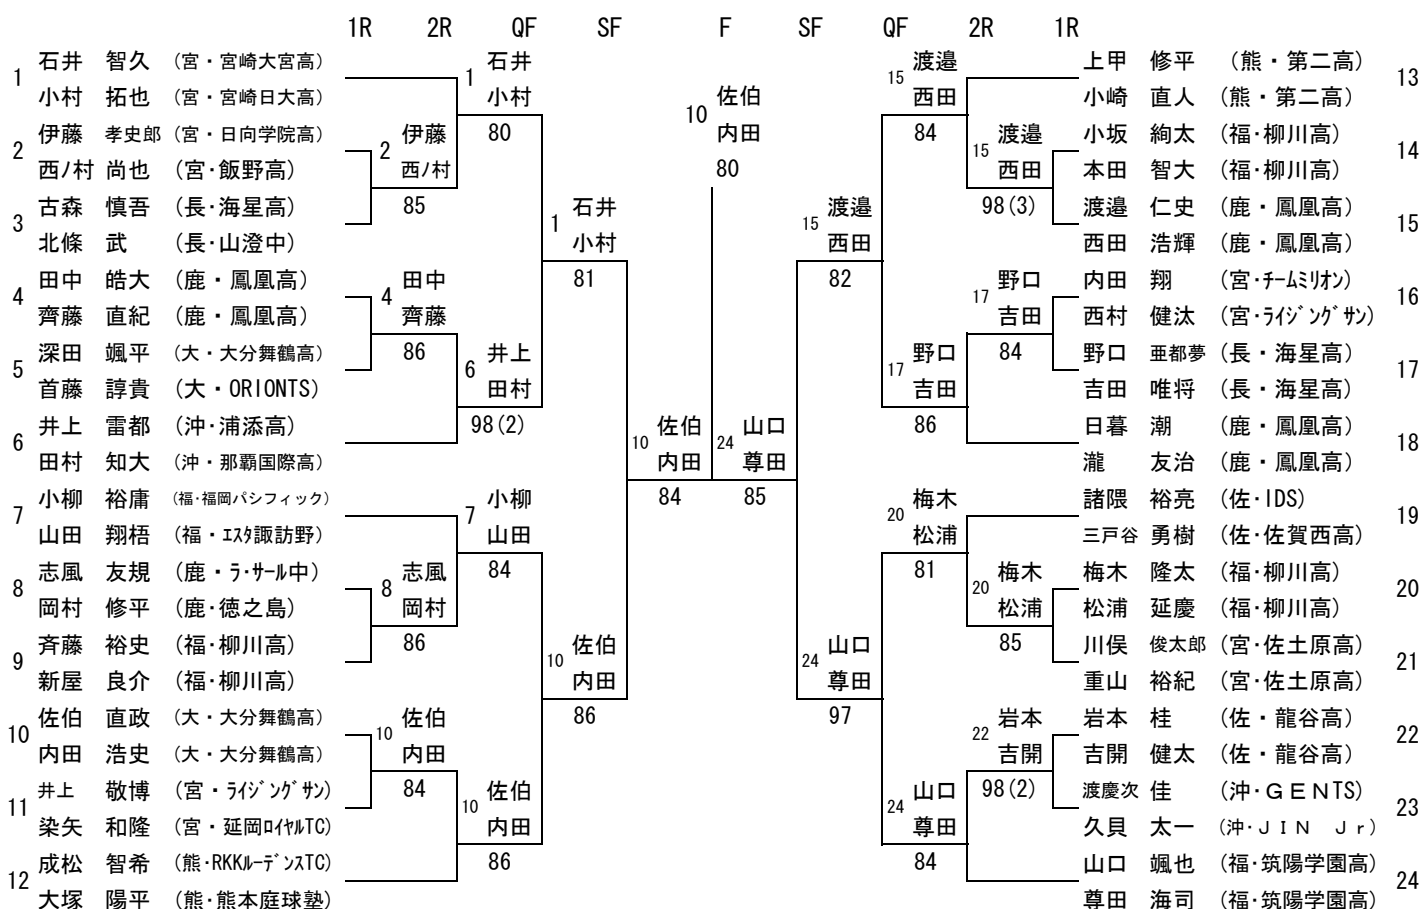 1R 2R QF SF F SF QF 2R 1R
1 石井 智久 (宮・宮崎大宮高)
小村 拓也 (宮・宮崎日大高)
2 伊藤 孝史郎 (宮・日向学院高)
西ノ村 尚也 (宮・飯野高)
3 古森 慎吾 (長・海星高)
北條 武 (長・山澄中)
4 田中 皓大 (鹿・鳳凰高)
齊藤 直紀 (鹿・鳳凰高)
5 深田 颯平 (大・大分舞鶴高)
首藤 諄貴 (大・ORIONTS)
6 井上 雷都 (沖・浦添高)
田村 知大 (沖・那覇国際高)
7 小柳 裕庸 (福・福岡パシフィック)
山田 翔梧 (福・ｴｽﾀ諏訪野)
8 志風 友規 (鹿・ラ・ｻｰﾙ中)
岡村 修平 (鹿・徳之島)
9 斉藤 裕史 (福・柳川高)
新屋 良介 (福・柳川高)
10 佐伯 直政 (大・大分舞鶴高)
内田 浩史 (大・大分舞鶴高)
11 井上 敬博 (宮・ﾗｲｼﾞﾝｸﾞｻﾝ)
染矢 和隆 (宮・延岡ﾛｲﾔﾙTC)
12 成松 智希 (熊・RKKﾙｰﾃﾞﾝｽTC)
大塚 陽平 (熊・熊本庭球塾)
2 伊藤
西ノ村
85
4 田中
齊藤
86
8 志風
岡村
86
10 佐伯
内田
84
1 石井
小村
80
6 井上
田村
98(2)
7 小柳
山田
84
10 佐伯
内田
86
1 石井
小村
81
10 佐伯
内田
86
10 佐伯
内田
84
10 佐伯
内田
80
24 山口
尊田
85
15 渡邉
西田
82
24 山口
尊田
97
15 渡邉
西田
84
17 野口
吉田
86
20 梅木
松浦
81
24 山口
尊田
84
15 渡邉
西田
98(3)
17 野口
吉田
84
20 梅木
松浦
85
22 岩本
吉開
98(2)
上甲 修平 (熊・第二高) 13
小崎 直人 (熊・第二高)
小坂 絢太 (福・柳川高) 14
本田 智大 (福・柳川高)
渡邉 仁史 (鹿・鳳凰高) 15
西田 浩輝 (鹿・鳳凰高)
内田 翔 (宮・ﾁｰﾑﾐﾘｵﾝ) 16
西村 健汰 (宮・ﾗｲｼﾞﾝｸﾞｻﾝ)
野口 亜都夢 (長・海星高) 17
吉田 唯将 (長・海星高)
日暮 潮 (鹿・鳳凰高) 18
瀧 友治 (鹿・鳳凰高)
諸隈 裕亮 (佐・IDS) 19
三戸谷 勇樹 (佐・佐賀西高)
梅木 隆太 (福・柳川高) 20
松浦 延慶 (福・柳川高)
川俣 俊太郎 (宮・佐土原高) 21
重山 裕紀 (宮・佐土原高)
岩本 桂 (佐・龍谷高) 22
吉開 健太 (佐・龍谷高)
渡慶次 佳 (沖・ＧＥＮTS) 23
久貝 太一 (沖・ＪＩＮ Ｊｒ)
山口 颯也 (福・筑陽学園高) 24
尊田 海司 (福・筑陽学園高)